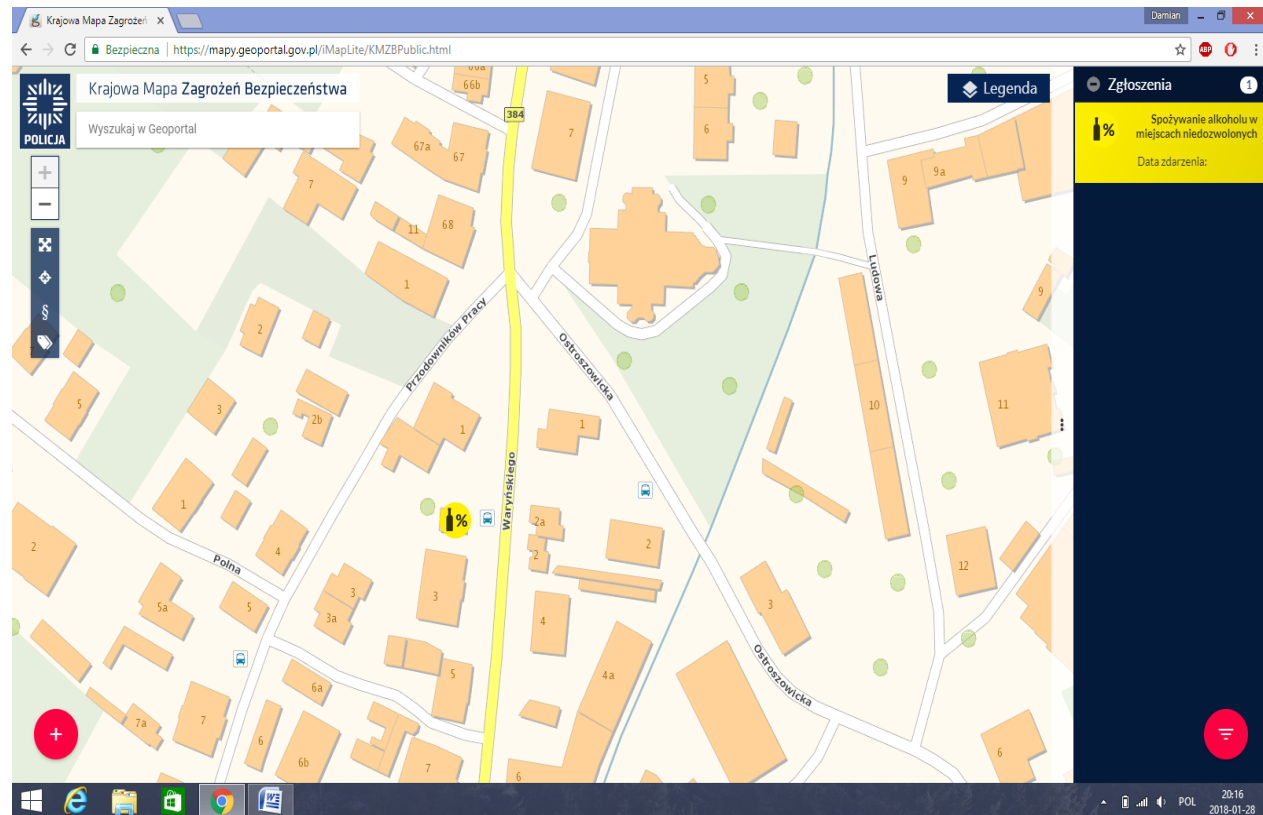 Krajowa Mapa Zagrożeń
Damian
Bezpieczna
https://mapy.geoportal.gov.pl/iMapLite/KMZBPublic.html
ABP
POLICJA
Krajowa Mapa Zagrożeń Bezpieczeństwa
Wyszukaj w Geoportal
Legenda
Zgłoszenia
1
%
Spożywanie alkoholu w
miejscach niedozwolonych
Data zdarzenia:
+
−
§
66a
66b
384
7
5
6
67a
67
7
11
68
1
9
9a
Ludowa
9
2
Przodowników Pracy
Ostroszowicka
5
3
2b
1
1
10
11
Waryńskiego
1
%
2a
2
2
2
4
Polna
12
5a
5
3
3a
3
4
3
6a
5
4a
Ostroszowicka
7a
7
6
6b
7
6
6
+
POL
20:16
2018-01-28